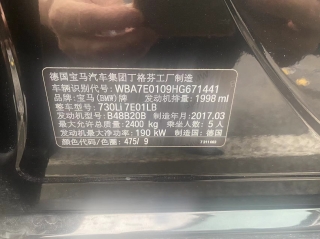 德国宝马汽车集团丁格芬工厂制造
车辆识别代号：WBA7E0109HG671441
品牌：宝马(BMW)牌 发动机排量：1998 ml
整车型号：730Li 7E01LB
发动机型号：B48B20B 制造年月：2017.03
最大允许总质量：2400 kg 乘坐人数：5 人
发动机最大净功率：190 kW 制造国：德国
颜色代码/色蓄：475/ 9